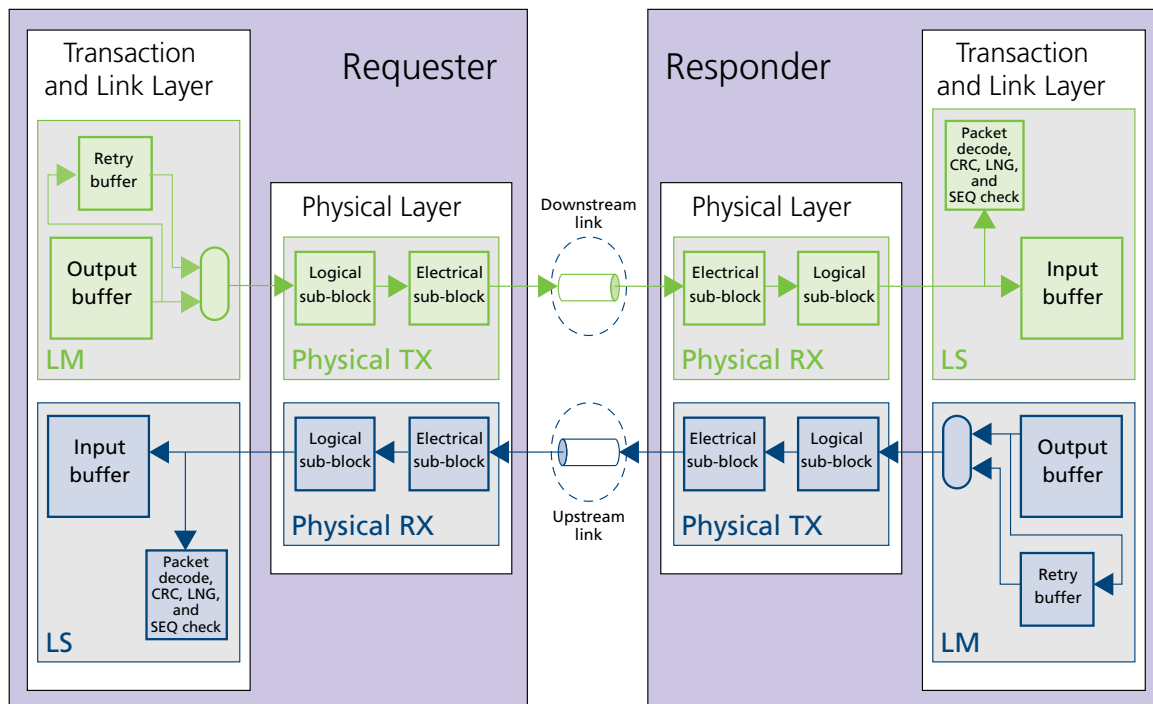 Transaction
and Link Layer
Requester
Retry
buffer
Output
buffer
LM
Physical Layer
Logical
sub-block
Electrical
sub-block
Physical TX
Input
buffer
Packet
decode,
CRC, LNG,
and
SEQ check
LS
Logical
sub-block
Electrical
sub-block
Physical RX
Downstream
link
Upstream
link
Responder
Physical Layer
Electrical
sub-block
Logical
sub-block
Physical RX
Electrical
sub-block
Logical
sub-block
Physical TX
Transaction
and Link Layer
Packet
decode,
CRC, LNG,
and
SEQ check
Input
buffer
LS
Output
buffer
Retry
buffer
LM